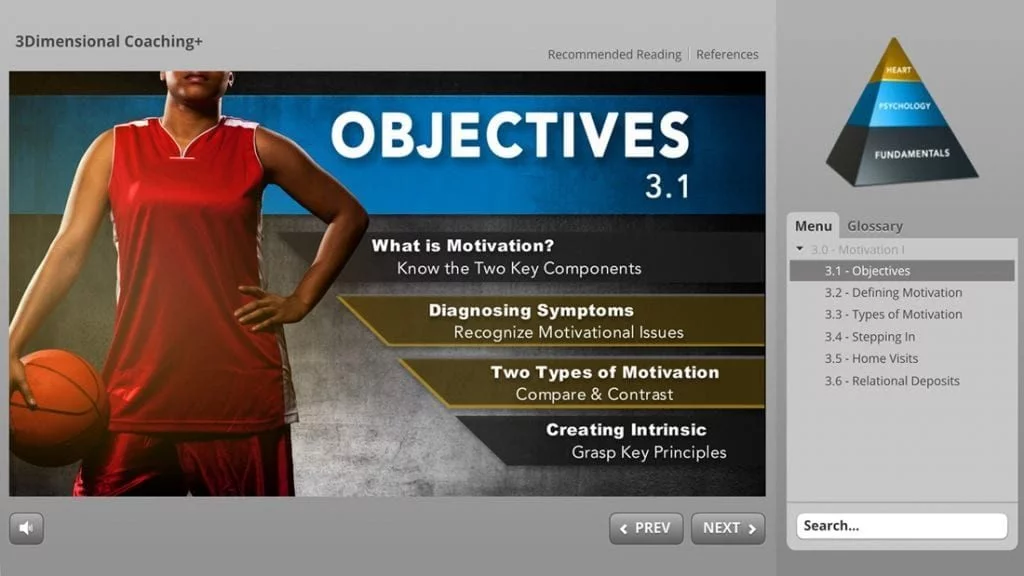 3Dimensional Coaching+
Recommended Reading | References
OBJECTIVES
3.1
What is Motivation?
Know the Two Key Components
Diagnosing Symptoms
Recognize Motivational Issues
Two Types of Motivation
Compare & Contrast
Creating Intrinsic
Grasp Key Principles
PREV
NEXT
HEART
PSYCHOLOGY
FUNDAMENTALS
Menu Glossary
3.0 - Motivation I
3.1 - Objectives
3.2 - Defining Motivation
3.3 - Types of Motivation
3.4 - Stepping In
3.5 - Home Visits
3.6 - Relational Deposits
Search...